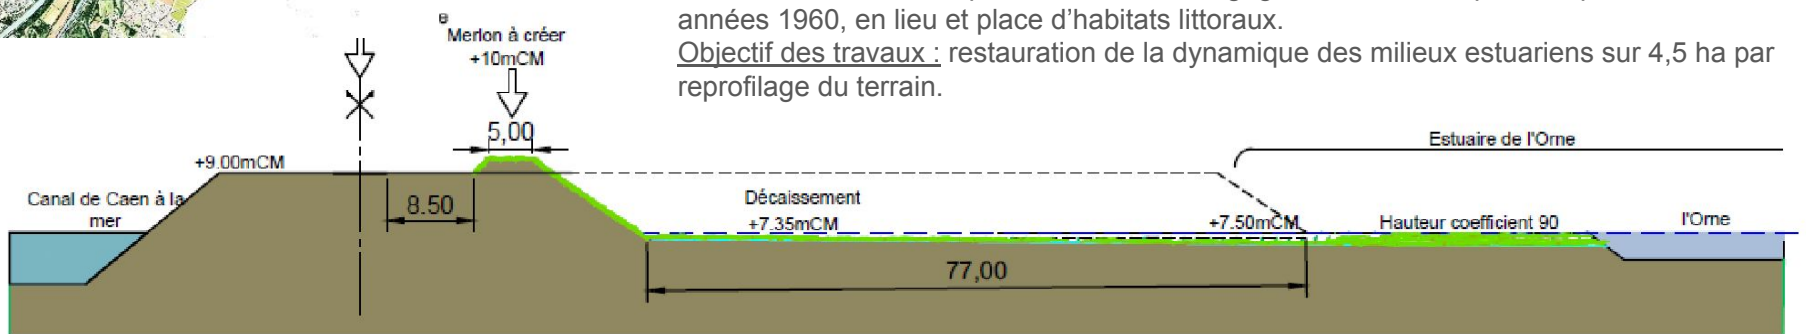 années 1960, en lieu et place d’habitats littoraux.
Objectif des travaux : restauration de la dynamique des milieux estuariens sur 4,5 ha par
reprofilage du terrain.
Merlon à créer
+10mCM
5,00
Estuaire de l'Orne
+9.00mCM
Canal de Caen à la
mer
8.50
Décaissement
+7.35mCM
+7.50mCM
Hauteur coefficient 90
l'Orne
77,00